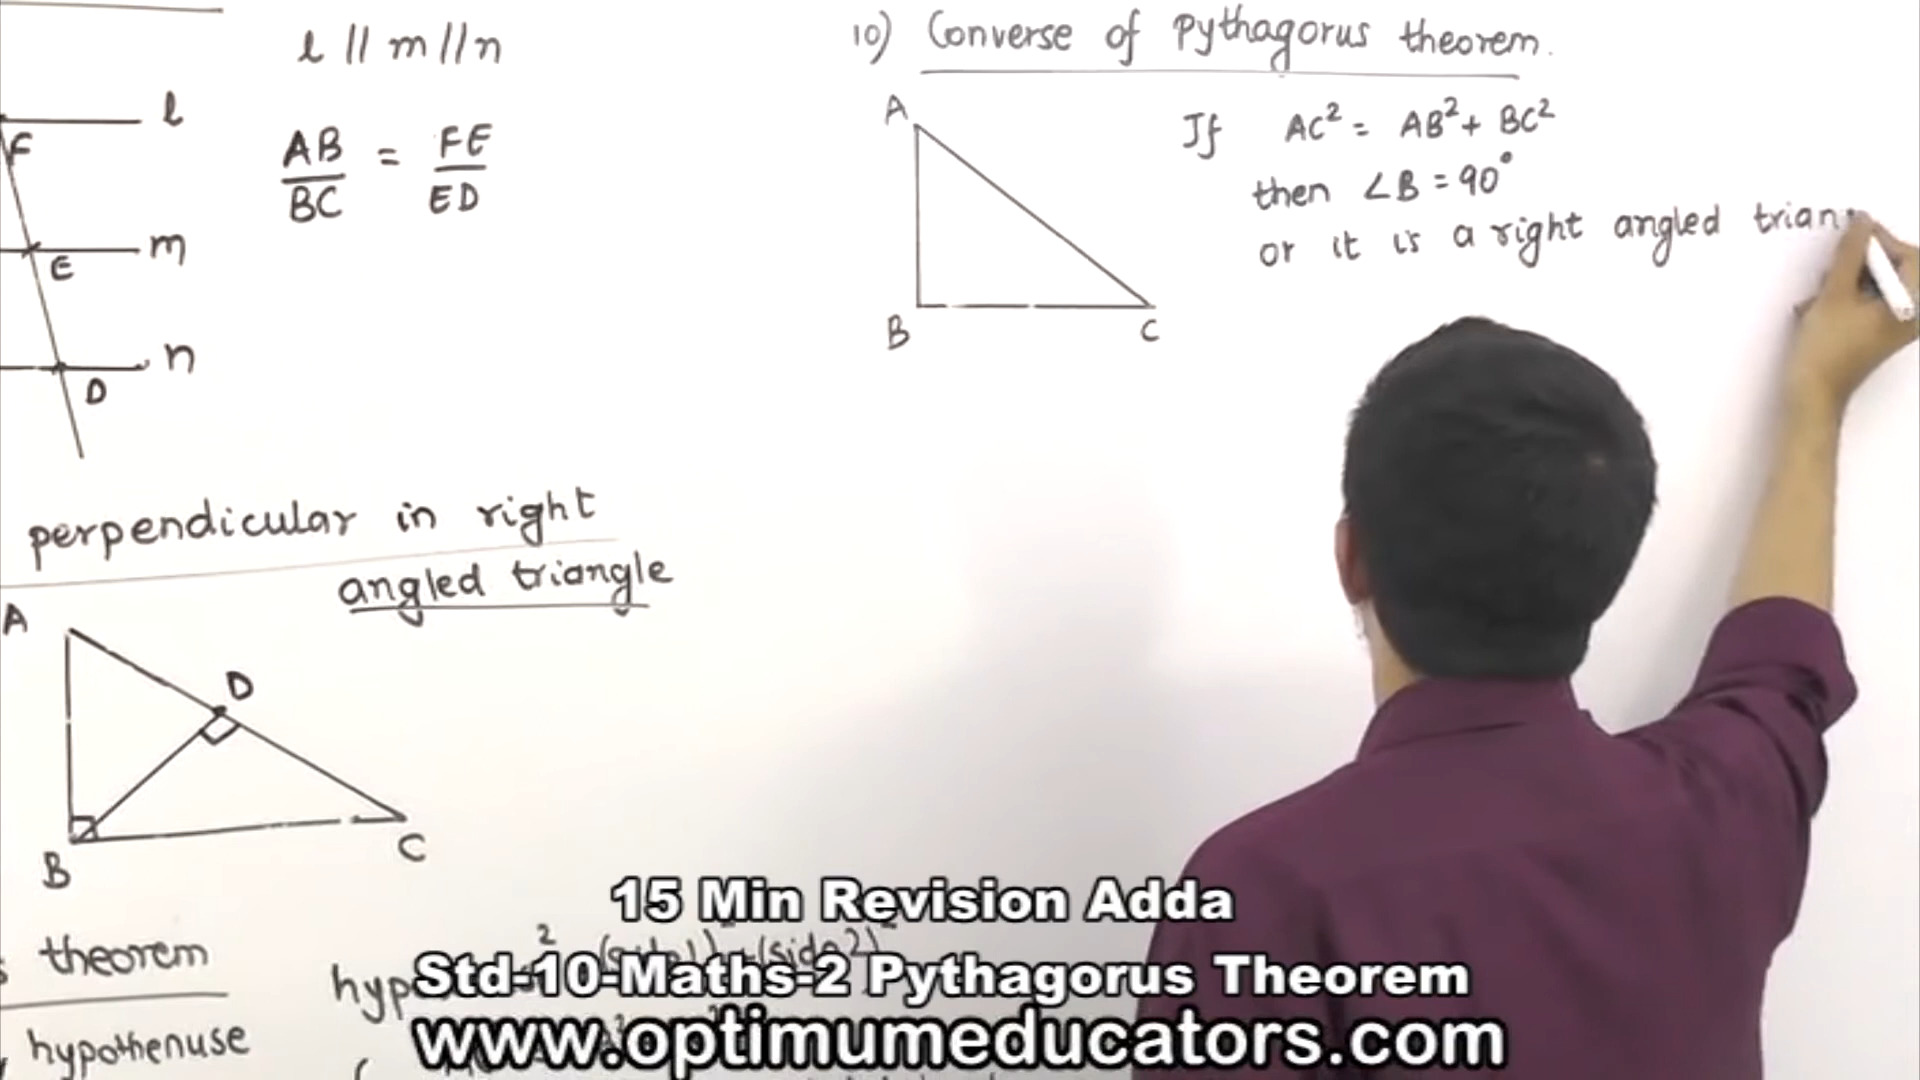 l // m // n
l
F
AB/BC = FE/ED
m
E
n
D
perpendicular in right
angled triangle
A
D
B
C
theorem
hypothenuse
10) Converse of Pythagorus theorem.
A
B
C
If AC² = AB² + BC²
then ∠B = 90°
or it is a right angled trian
15 Min Revision Adda
Std-10-Maths-2 Pythagorus Theorem
www.optimumeducators.com